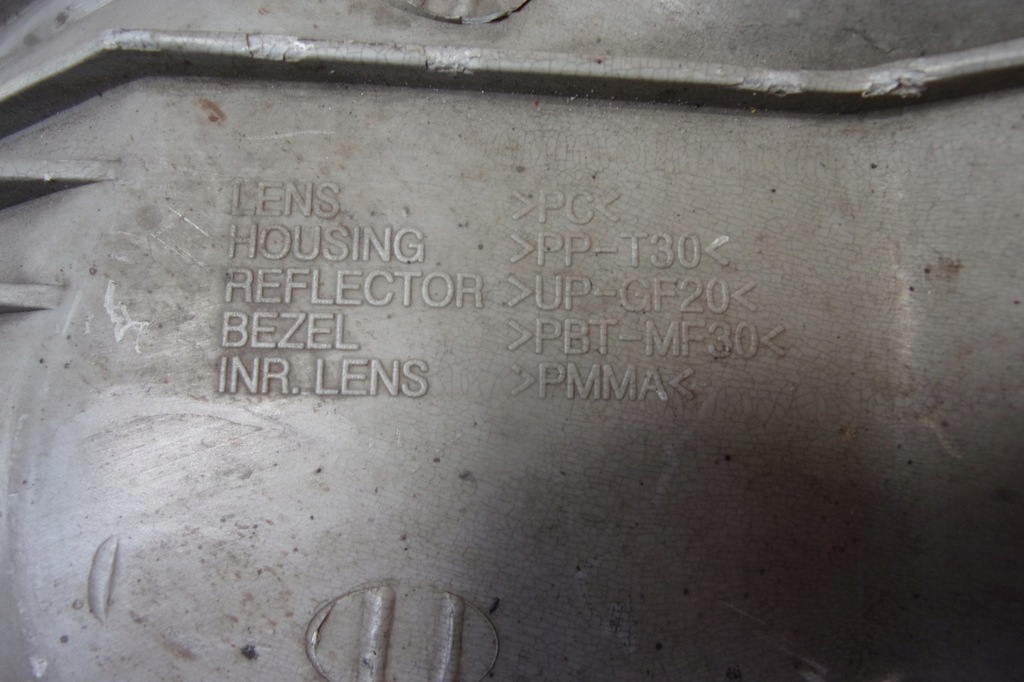 LENS >PC<
HOUSING >PP-T30<
REFLECTOR >UP-GF20<
BEZEL >PBT-MF30<
INR. LENS >PMMA<